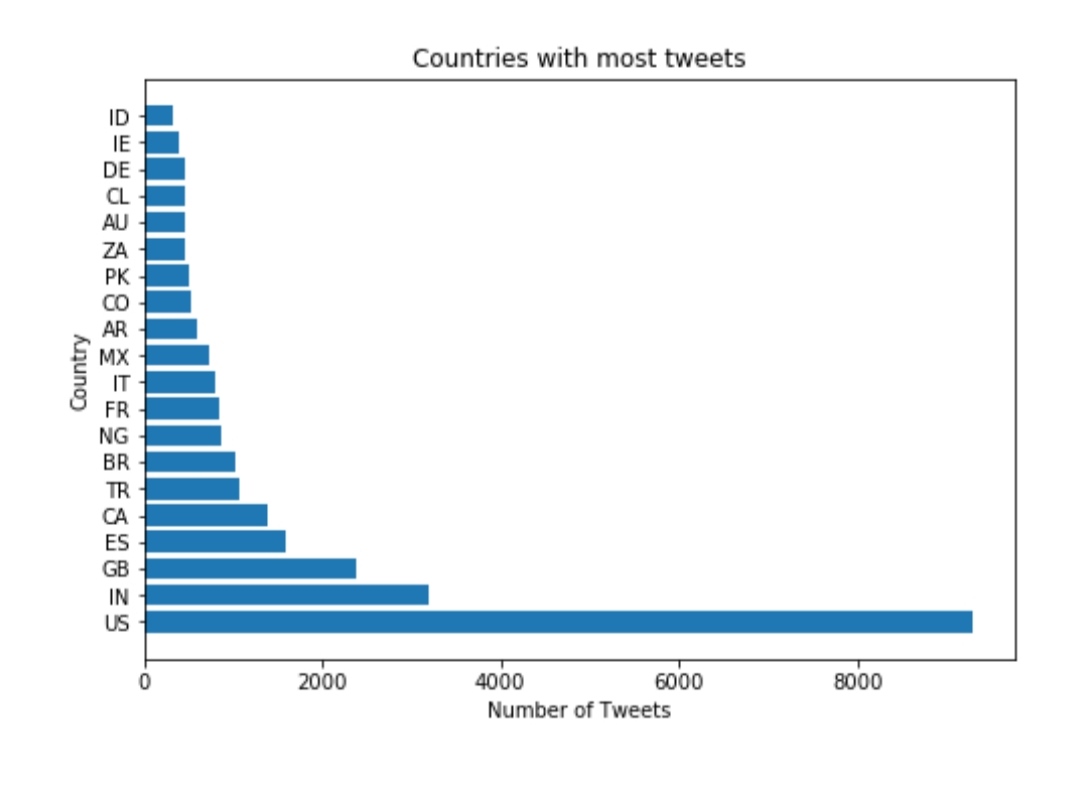 Countries with most tweets
ID
IE
DE
CL
AU
ZA
PK
CO
AR
MX
IT
FR
NG
BR
TR
CA
ES
GB
IN
US
Country
0 2000 4000 6000 8000
Number of Tweets